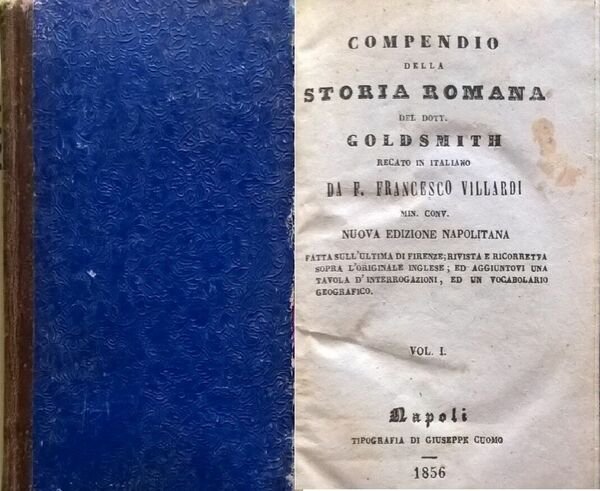 COMPENDIO
DELLA
STORIA ROMANA
DEL DOTT.
GOLDSMITH
RECATO IN ITALIANO
DA F. FRANCESCO VILLARDI
MIN. CONV.
NUOVA EDIZIONE NAPOLITANA
FATTA SULL'ULTIMA DI FIRENZE; RIVISTA E RICORRETTA
SOPRA L'ORIGINALE INGLESE; ED AGGIUNTOVI UNA
TAVOLA D'INTERROGAZIONI, ED UN VOCABOLARIO
GEOGRAFICO.
VOL. I.
Napoli
TIPOGRAFIA DI GIUSEPPE CUOMO
1856